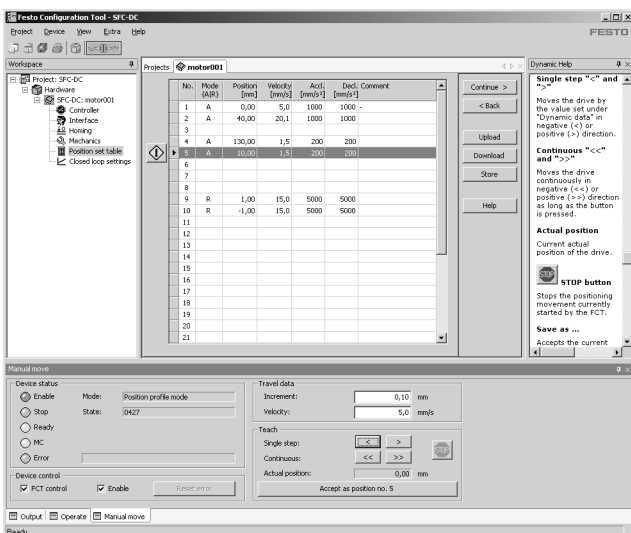 Festo Configuration Tool - SFC-DC
Project Device View Extra Help
FESTO
Workspace
Project: SFC-DC
Hardware
SFC-DC: motor001
Controller
Interface
Homing
Mechanics
Position set table
Closed loop settings
Projects motor001
No. Mode {A|R} Position [mm] Velocity [mm/s] Accl. [mm/s²] Decl. [mm/s²] Comment
1 A 0,00 5,0 1000 1000 -
2 A 40,00 20,1 1000 1000
3
4 A 130,00 1,5 200 200
5 A 10,00 1,5 200 200
6
7
8
9 R 1,00 15,0 5000 5000
10 R -1,00 15,0 5000 5000
11
12
13
14
15
16
17
18
19
20
21
Continue >
< Back
Upload
Download
Store
Help
Dynamic Help
Single step "<" and
">"
Moves the drive by
the value set under
"Dynamic data" in
negative (<) or
positive (>) direction.
Continuous "<<"
and ">>"
Moves the drive
continuously in
negative (<<) or
positive (>>) direction
as long as the button
is pressed.
Actual position
Current actual
position of the drive.
STOP
STOP button
Stops the positioning
movement currently
started by the FCT.
Save as ...
Accepts the current
Manual move
Device status
Enable Mode: Position profile mode
Stop State: 0427
Ready
MC
Error
Device control
FCT control Enable Reset error
Travel data
Increment: 0,10 mm
Velocity: 5,0 mm/s
Teach
Single step: < >
Continuous: << >>
STOP
Actual position: 0,00 mm
Accept as position no. 5
Output Operate Manual move
Ready